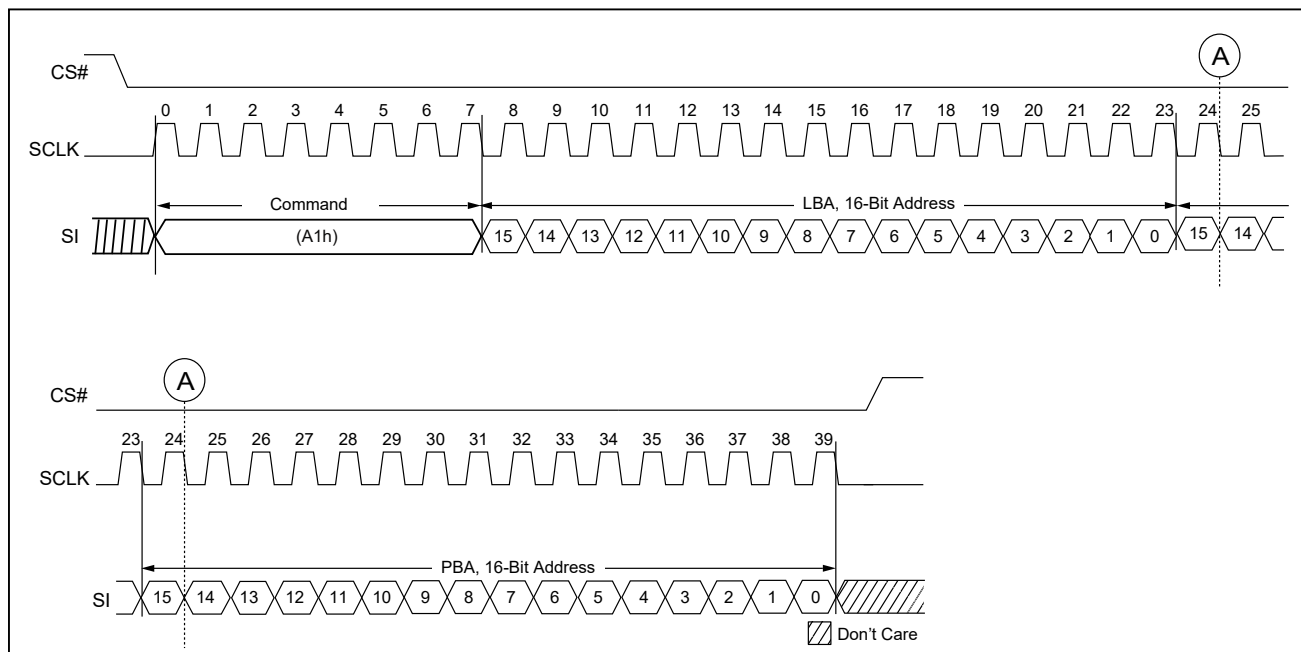 A
CS#
0 1 2 3 4 5 6 7 8 9 10 11 12 13 14 15 16 17 18 19 20 21 22 23 24 25
SCLK
Command LBA, 16-Bit Address
SI (A1h) 15 14 13 12 11 10 9 8 7 6 5 4 3 2 1 0 15 14
A
CS#
23 24 25 26 27 28 29 30 31 32 33 34 35 36 37 38 39
SCLK
PBA, 16-Bit Address
SI 15 14 13 12 11 10 9 8 7 6 5 4 3 2 1 0
Don't Care